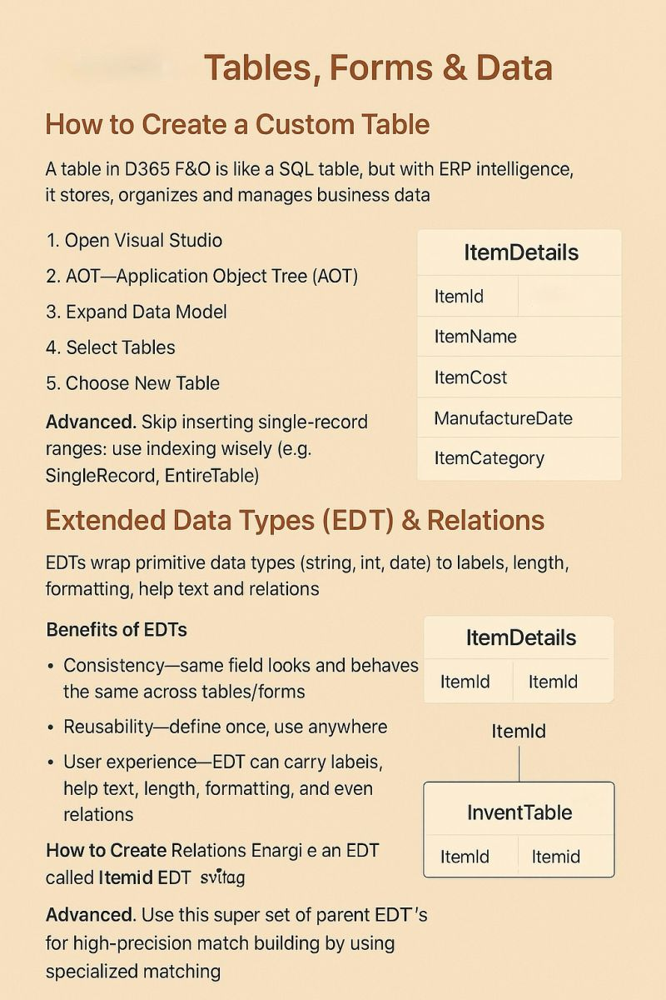 Tables, Forms & Data
How to Create a Custom Table
A table in D365 F&O is like a SQL table, but with ERP intelligence,
it stores, organizes and manages business data
1. Open Visual Studio
2. AOT—Application Object Tree (AOT)
3. Expand Data Model
4. Select Tables
5. Choose New Table
Advanced. Skip inserting single-record
ranges: use indexing wisely (e.g.
SingleRecord, EntireTable)
ItemDetails
ItemId
ItemName
ItemCost
ManufactureDate
ItemCategory
Extended Data Types (EDT) & Relations
EDTs wrap primitive data types (string, int, date) to labels, length,
formatting, help text and relations
Benefits of EDTs
• Consistency—same field looks and behaves
the same across tables/forms
• Reusability—define once, use anywhere
• User experience—EDT can carry labeis,
help text, length, formatting, and even
relations
How to Create Relations Enargi e an EDT
called Itemid EDT svitag
Advanced. Use this super set of parent EDT's
for high-precision match building by using
specialized matching
ItemDetails
ItemId ItemId
ItemId
InventTable
ItemId Itemid